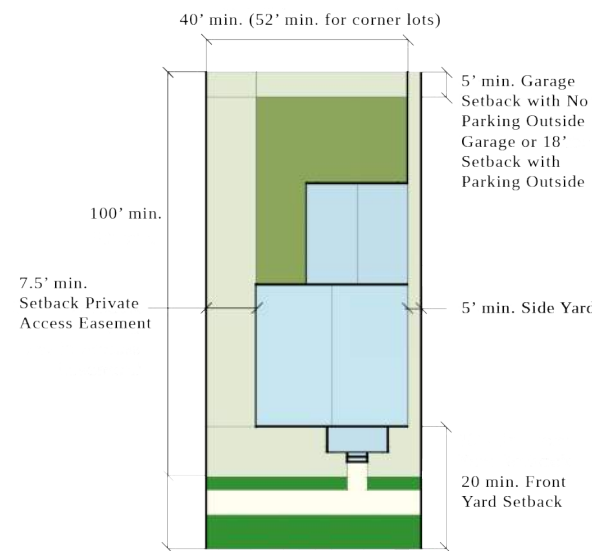 40’ min. (52’ min. for corner lots)
5’ min. Garage
Setback with No
Parking Outside
Garage or 18’
Setback with
Parking Outside
100’ min.
7.5’ min.
Setback Private
Access Easement
5’ min. Side Yard
20 min. Front
Yard Setback